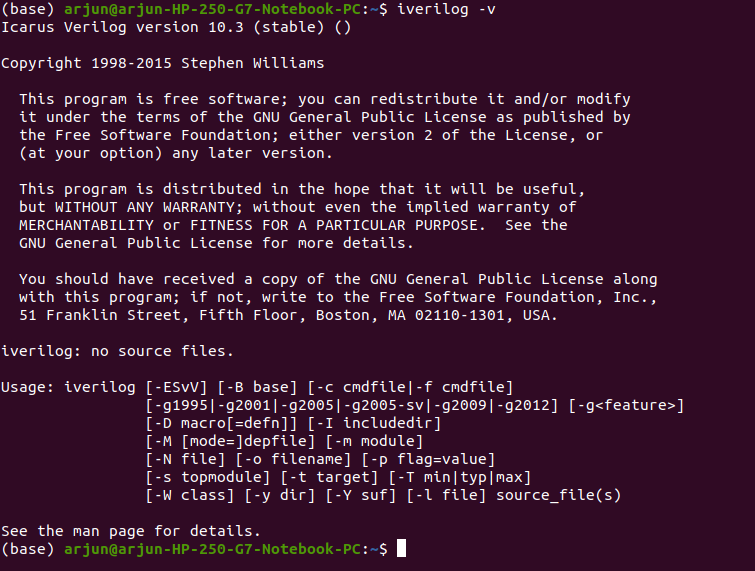 (base) arjun@arjun-HP-250-G7-Notebook-PC:~$ iverilog -v
Icarus Verilog version 10.3 (stable) ()

Copyright 1998-2015 Stephen Williams

  This program is free software; you can redistribute it and/or modify
  it under the terms of the GNU General Public License as published by
  the Free Software Foundation; either version 2 of the License, or
  (at your option) any later version.

  This program is distributed in the hope that it will be useful,
  but WITHOUT ANY WARRANTY; without even the implied warranty of
  MERCHANTABILITY or FITNESS FOR A PARTICULAR PURPOSE.  See the
  GNU General Public License for more details.

  You should have received a copy of the GNU General Public License along
  with this program; if not, write to the Free Software Foundation, Inc.,
  51 Franklin Street, Fifth Floor, Boston, MA 02110-1301, USA.

iverilog: no source files.

Usage: iverilog [-ESvV] [-B base] [-c cmdfile|-f cmdfile]
                [-g1995|-g2001|-g2005|-g2005-sv|-g2009|-g2012] [-g<feature>]
                [-D macro[=defn]] [-I includedir]
                [-M [mode=]depfile] [-m module]
                [-N file] [-o filename] [-p flag=value]
                [-s topmodule] [-t target] [-T min|typ|max]
                [-W class] [-y dir] [-Y suf] [-l file] source_file(s)

See the man page for details.
(base) arjun@arjun-HP-250-G7-Notebook-PC:~$